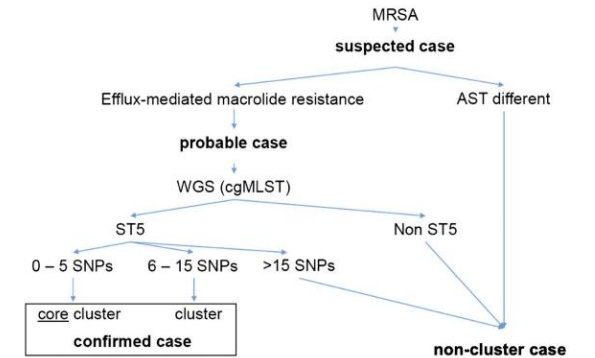 MRSA
suspected case
Efflux-mediated macrolide resistance
AST different
probable case
WGS (cgMLST)
ST5
Non ST5
0 – 5 SNPs
6 – 15 SNPs
>15 SNPs
core cluster
cluster
confirmed case
non-cluster case